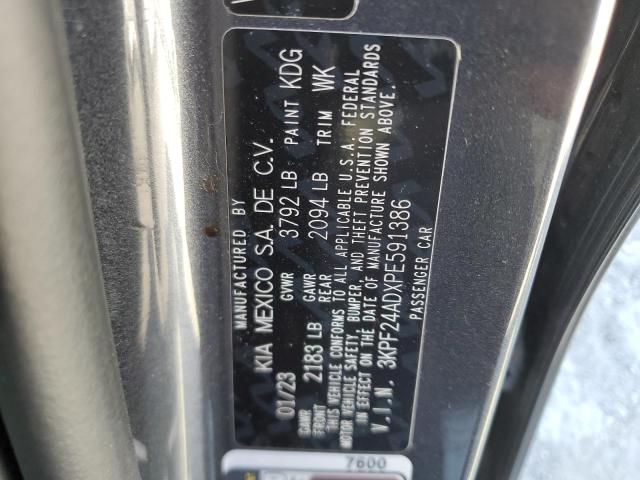 MANUFACTURED BY
KIA MEXICO S.A. DE C.V.
01/23 GVWR 3792 LB PAINT KDG
GAWR FRONT 2183 LB GAWR REAR 2094 LB TRIM WK
THIS VEHICLE CONFORMS TO ALL APPLICABLE U.S.A. FEDERAL
MOTOR VEHICLE SAFETY, BUMPER, AND THEFT PREVENTION STANDARDS
IN EFFECT ON THE DATE OF MANUFACTURE SHOWN ABOVE.
V.I.N. 3KPF24ADXPE591386
PASSENGER CAR
7600